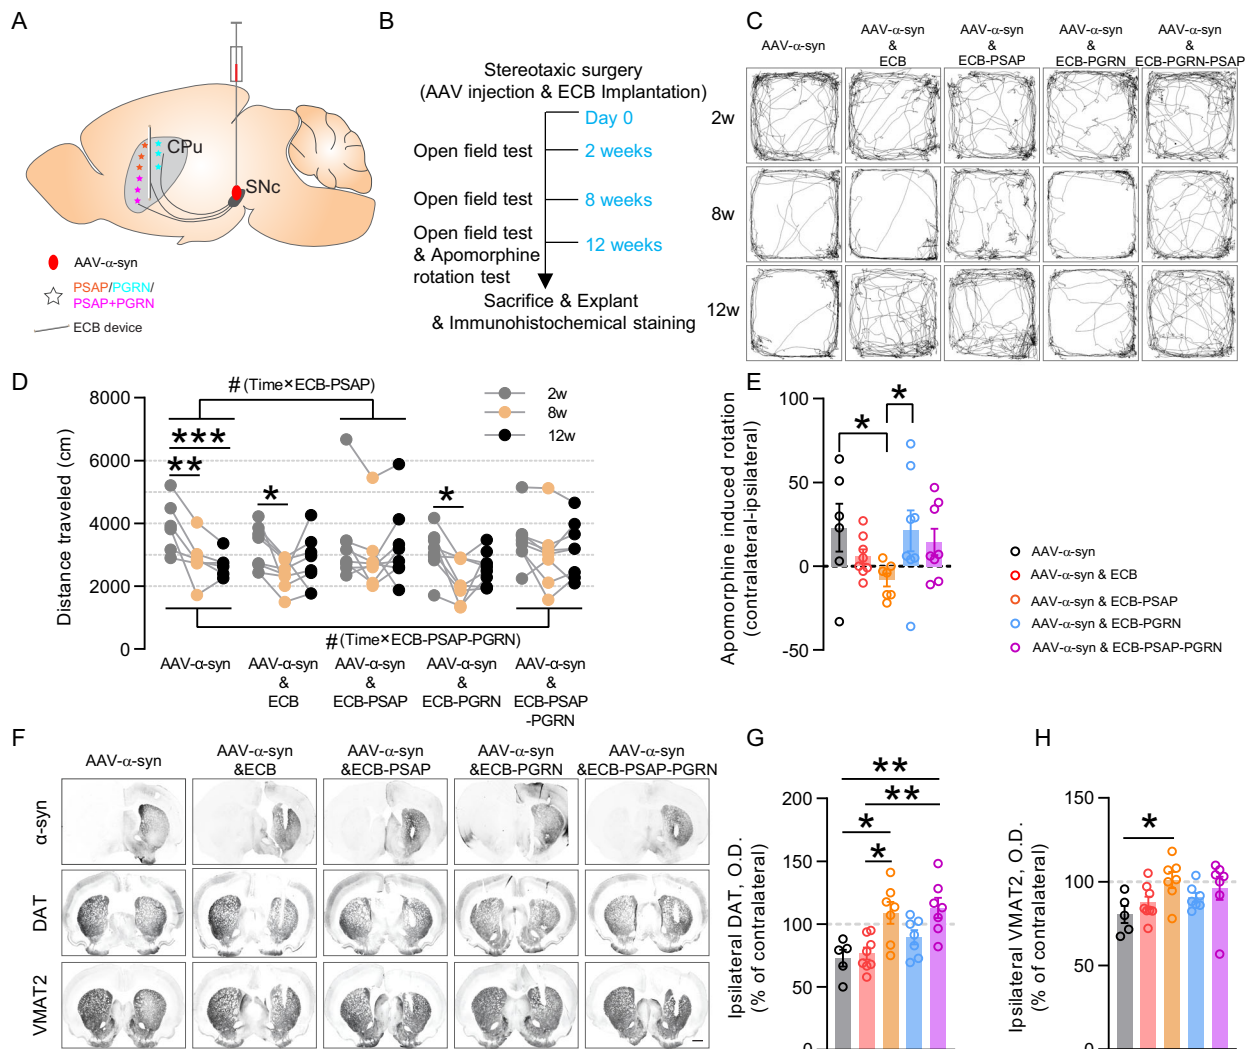 A
CPu
SNc
AAV-α-syn
PSAP/PGRN/
PSAP+PGRN
ECB device
B
Stereotaxic surgery
(AAV injection & ECB Implantation)
Day 0
Open field test
2 weeks
Open field test
8 weeks
Open field test
& Apomorphine
rotation test
12 weeks
Sacrifice & Explant
& Immunohistochemical staining
C
AAV-α-syn
AAV-α-syn
&
ECB
AAV-α-syn
&
ECB-PSAP
AAV-α-syn
&
ECB-PGRN
AAV-α-syn
&
ECB-PGRN-PSAP
2w
8w
12w
D
Distance traveled (cm)
8000
6000
4000
2000
0
# (Time×ECB-PSAP)
***
**
*
*
2w
8w
12w
#(Time×ECB-PSAP-PGRN)
AAV-α-syn
AAV-α-syn
&
ECB
AAV-α-syn
&
ECB-PSAP
AAV-α-syn
&
ECB-PGRN
AAV-α-syn
&
ECB-PSAP
-PGRN
E
Apomorphine induced rotation
(contralateral-ipsilateral)
100
50
0
-50
*
*
AAV-α-syn
AAV-α-syn & ECB
AAV-α-syn & ECB-PSAP
AAV-α-syn & ECB-PGRN
AAV-α-syn & ECB-PSAP-PGRN
F
AAV-α-syn
AAV-α-syn
&ECB
AAV-α-syn
&ECB-PSAP
AAV-α-syn
&ECB-PGRN
AAV-α-syn
&ECB-PSAP-PGRN
α-syn
DAT
VMAT2
G
Ipsilateral DAT, O.D.
(% of contralateral)
200
150
100
50
0
**
**
*
*
H
Ipsilateral VMAT2, O.D.
(% of contralateral)
150
100
50
0
*